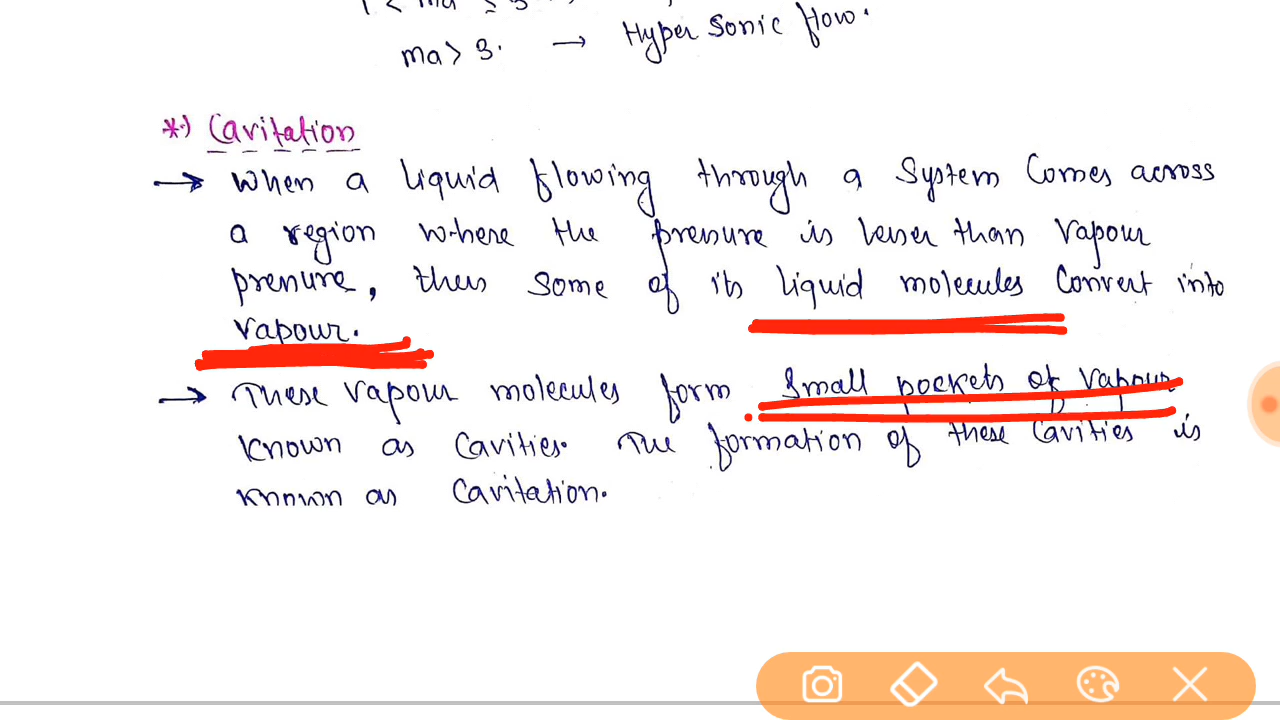 ma > 3. → Hyper Sonic flow.
*) Cavitation
→ When a liquid flowing through a System Comes across
a region where the pressure is lesser than Vapour
pressure, then some of its liquid molecules Convert into
Vapour.
→ These vapour molecules form Small pockets of Vapour
Known as Cavities. The formation of these Cavities is
Known as Cavitation.